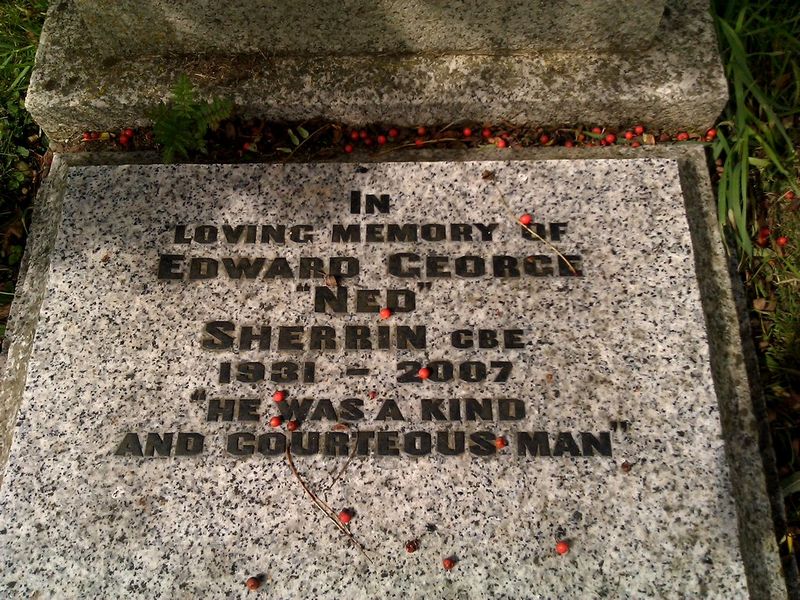 IN
LOVING MEMORY OF
EDWARD GEORGE
"NED"
SHERRIN CBE
1931 - 2007
"HE WAS A KIND
AND COURTEOUS MAN"